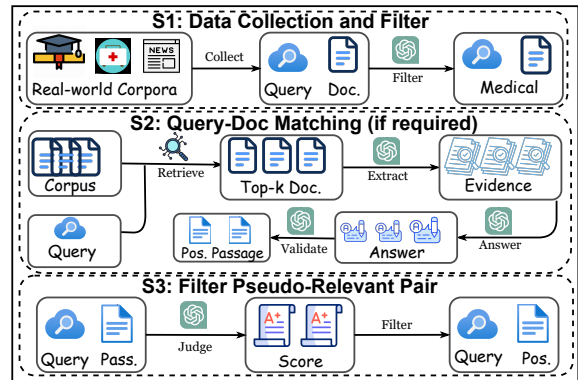 S1: Data Collection and Filter
NEWS
Real-world Corpora
Collect
Query Doc.
Filter
Medical
S2: Query-Doc Matching (if required)
Corpus
Query
Retrieve
Top-k Doc.
Extract
Evidence
Answer
A A A
Answer
Validate
Pos. Passage
S3: Filter Pseudo-Relevant Pair
Query Pass.
Judge
A+ A+
Score
Filter
Query Pos.